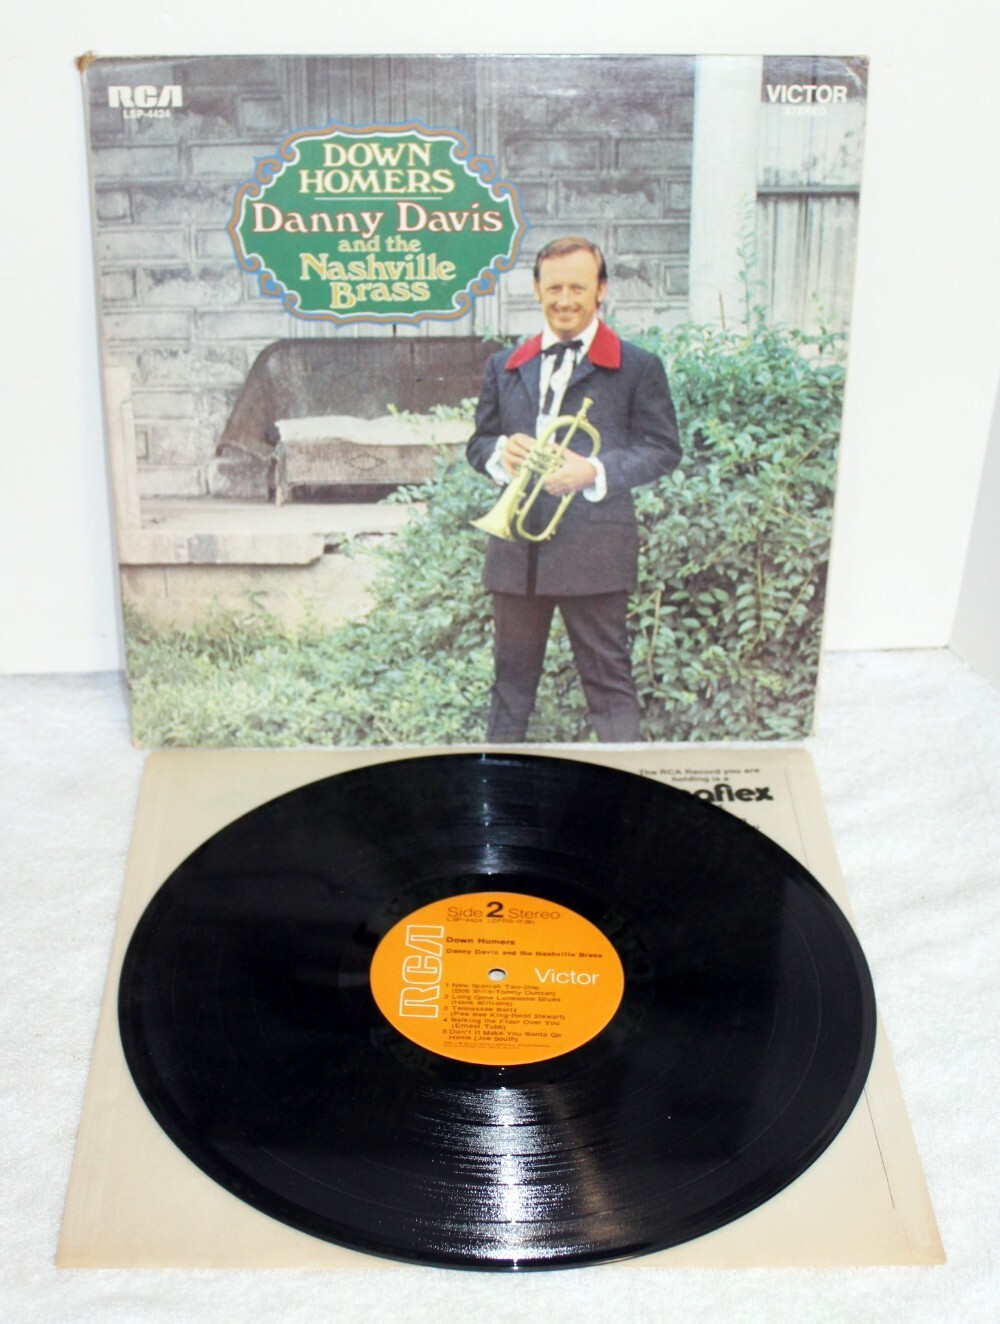 RCA
LSP-4424
VICTOR
STEREO
DOWN
HOMERS
Danny Davis
and the
Nashville
Brass
The RCA Record you are
holding is a
Side 2 Stereo
LSP-4424
RCA
Down Homers
Danny Davis and the Nashville Brass
Victor
1 New Spanish Two-Step
(Bob Wills-Tommy Duncan)
2 Long Gone Lonesome Blues
(Hank Williams)
3 Tennessee Waltz
(Pee Wee King-Redd Stewart)
4 Walking the Floor Over You
(Ernest Tubb)
5 Don't It Make You Wanta Go
Home (Joe South)